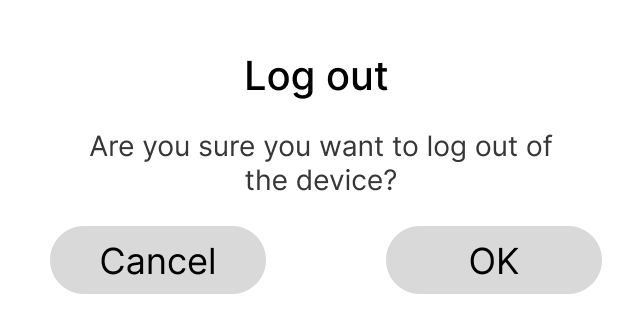 Log out
Are you sure you want to log out of
the device?
Cancel
OK